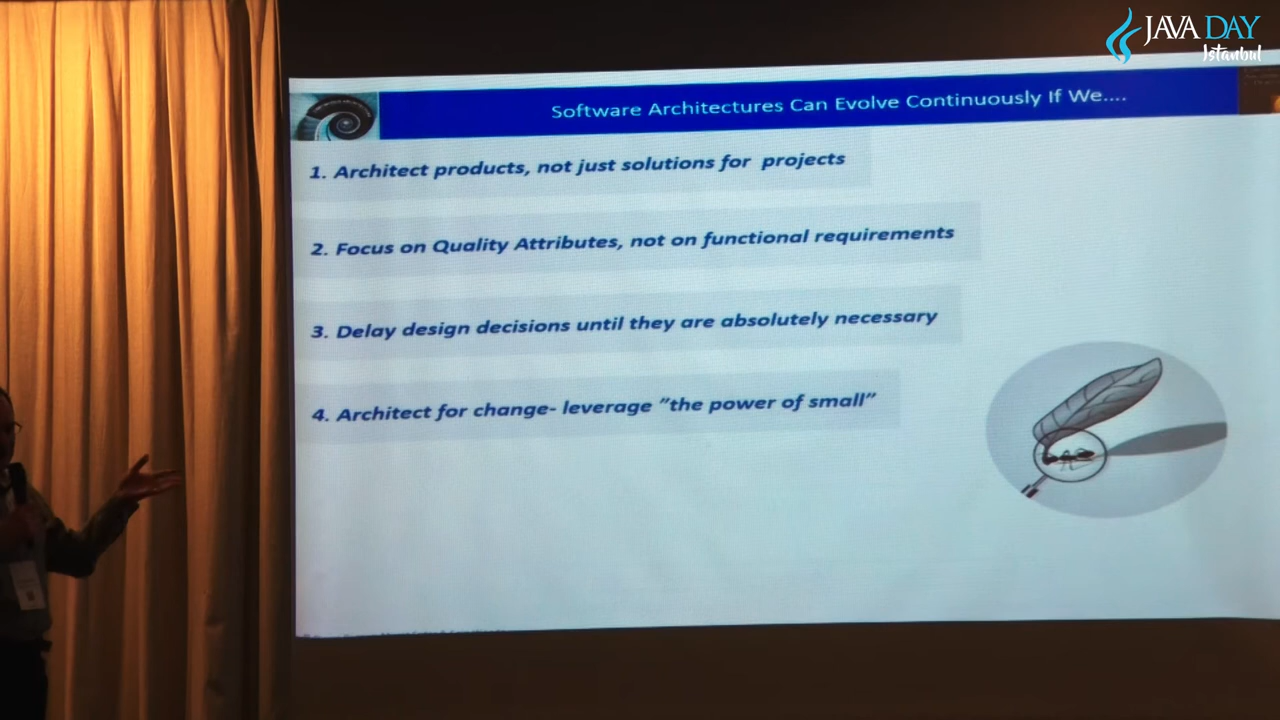 JAVA DAY
Istanbul
Software Architectures Can Evolve Continuously If We....
1. Architect products, not just solutions for projects
2. Focus on Quality Attributes, not on functional requirements
3. Delay design decisions until they are absolutely necessary
4. Architect for change- leverage "the power of small"